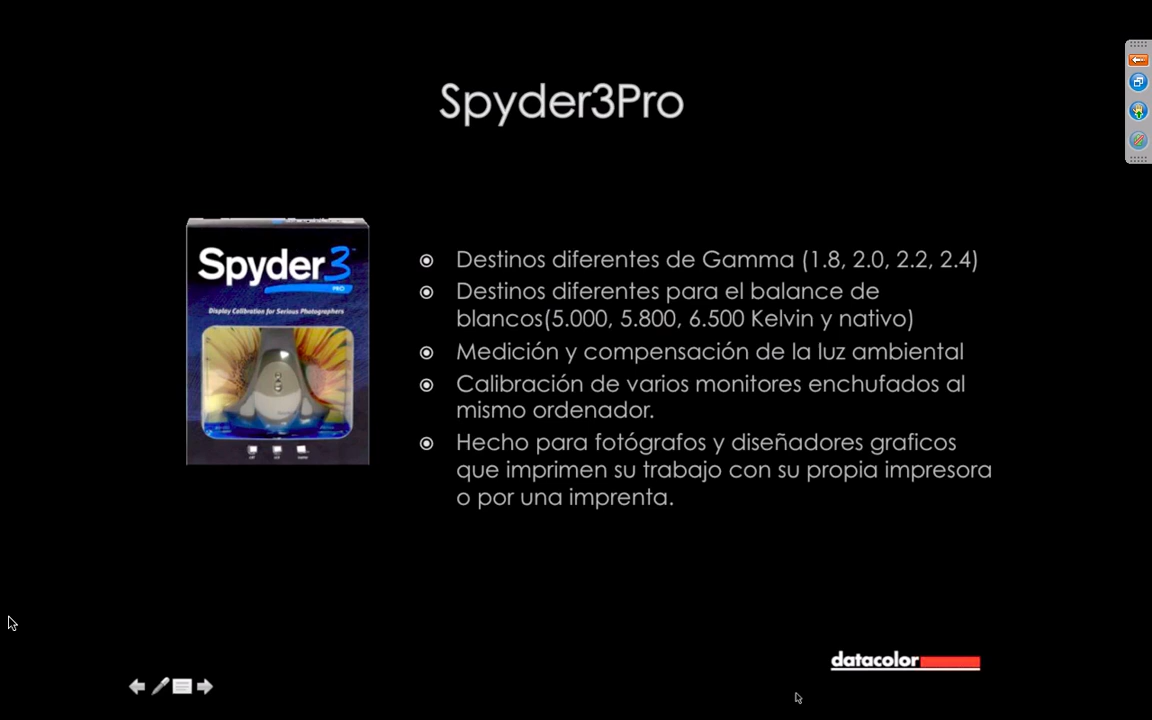 Spyder3Pro
Spyder3
PRO
Display Calibration for Serious Photographers
Destinos diferentes de Gamma (1.8, 2.0, 2.2, 2.4)
Destinos diferentes para el balance de
blancos(5.000, 5.800, 6.500 Kelvin y nativo)
Medición y compensación de la luz ambiental
Calibración de varios monitores enchufados al
mismo ordenador.
Hecho para fotógrafos y diseñadores graficos
que imprimen su trabajo con su propia impresora
o por una imprenta.
datacolor